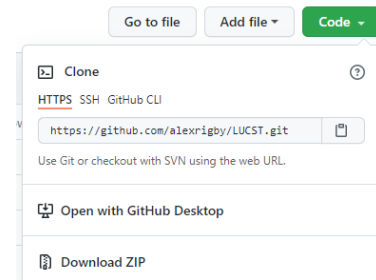 Go to file Add file Code
Clone
HTTPS SSH GitHub CLI
https://github.com/alexrigby/LUCST.git
Use Git or checkout with SVN using the web URL.
Open with GitHub Desktop
Download ZIP